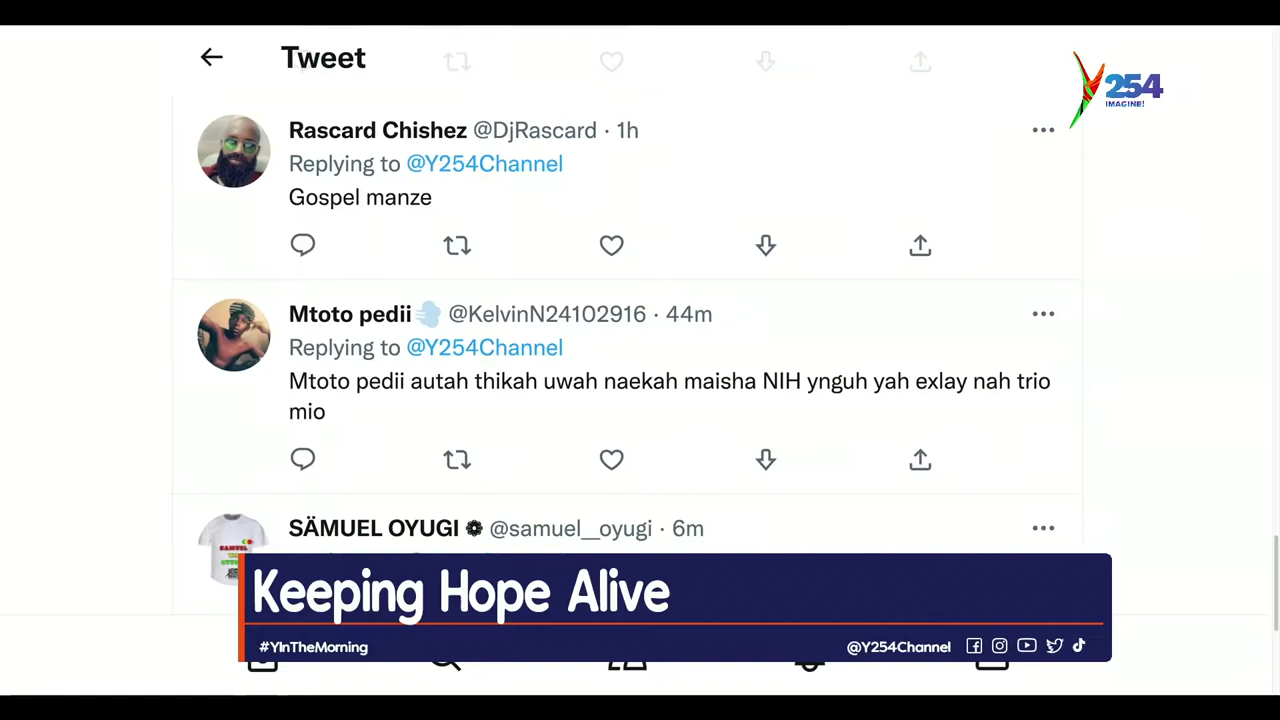 Tweet
254
IMAGINE!
Rascard Chishez @DjRascard · 1h
Replying to @Y254Channel
Gospel manze
Mtoto pedii @KelvinN24102916 · 44m
Replying to @Y254Channel
Mtoto pedii autah thikah uwah naekah maisha NIH ynguh yah exlay nah trio
mio
SÄMUEL OYUGI @samuel__oyugi · 6m
SAMUEL
Keeping Hope Alive
#YInTheMorning
@Y254Channel